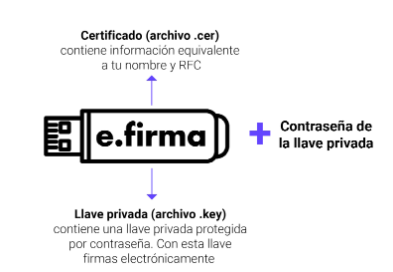 Certificado (archivo .cer)
contiene información equivalente
a tu nombre y RFC
e.firma
+
Contraseña de
la llave privada
Llave privada (archivo .key)
contiene una llave privada protegida
por contraseña. Con esta llave
firmas electrónicamente